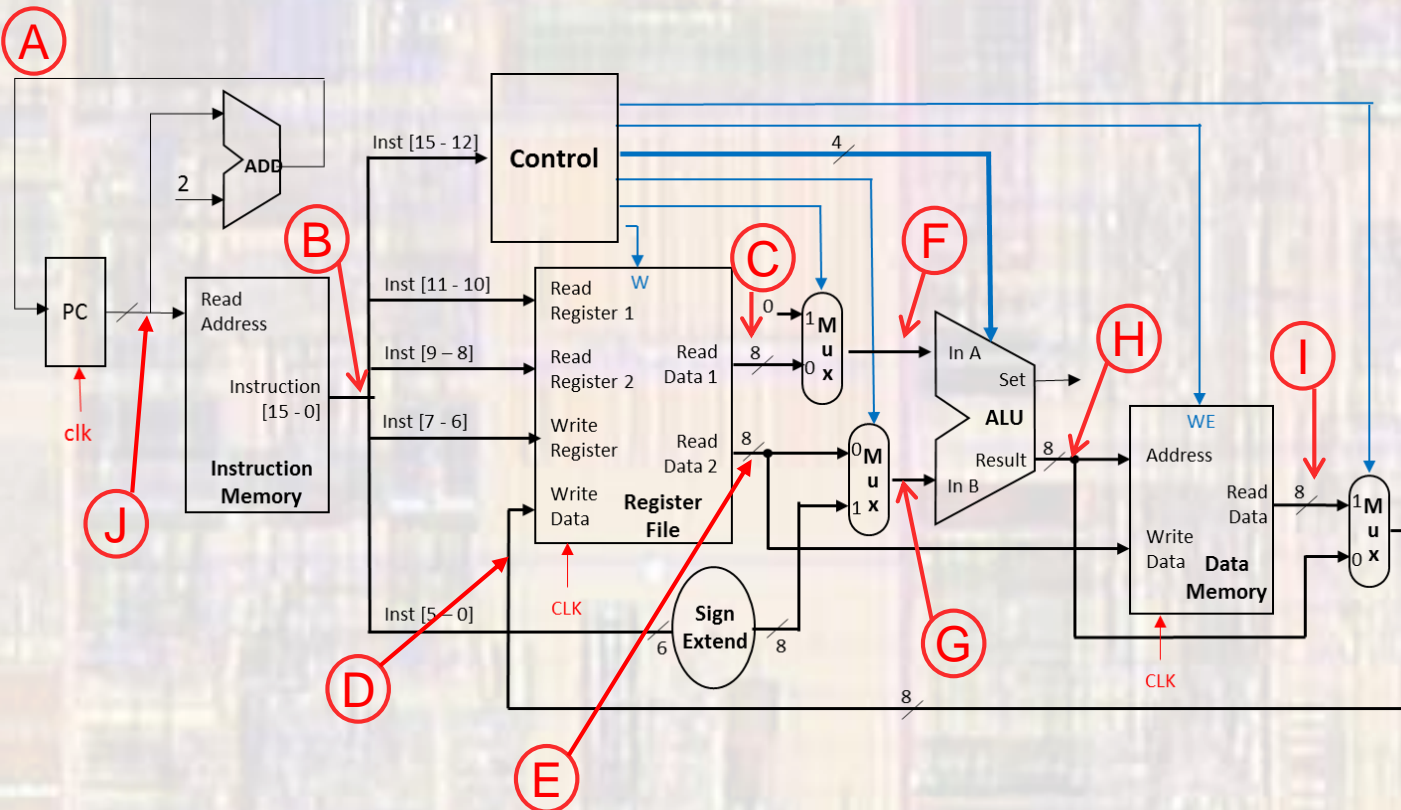 A
ADD
2
B
PC
clk
J
Read
Address
Instruction
[15 - 0]
Instruction
Memory
Inst [15 - 12]
Inst [11 - 10]
Inst [9 – 8]
Inst [7 - 6]
Inst [5 – 0]
Control
4
W
Read
Register 1
Read
Register 2
Write
Register
Write
Data
Read
Data 1
Read
Data 2
Register
File
CLK
D
E
C
8
8
0
1
0
M
u
x
0
1
M
u
x
6
Sign
Extend
8
F
G
In A
Set
ALU
Result
In B
8
H
WE
Address
Read
Data
Write
Data
Data
Memory
CLK
I
8
1
0
M
u
x
8